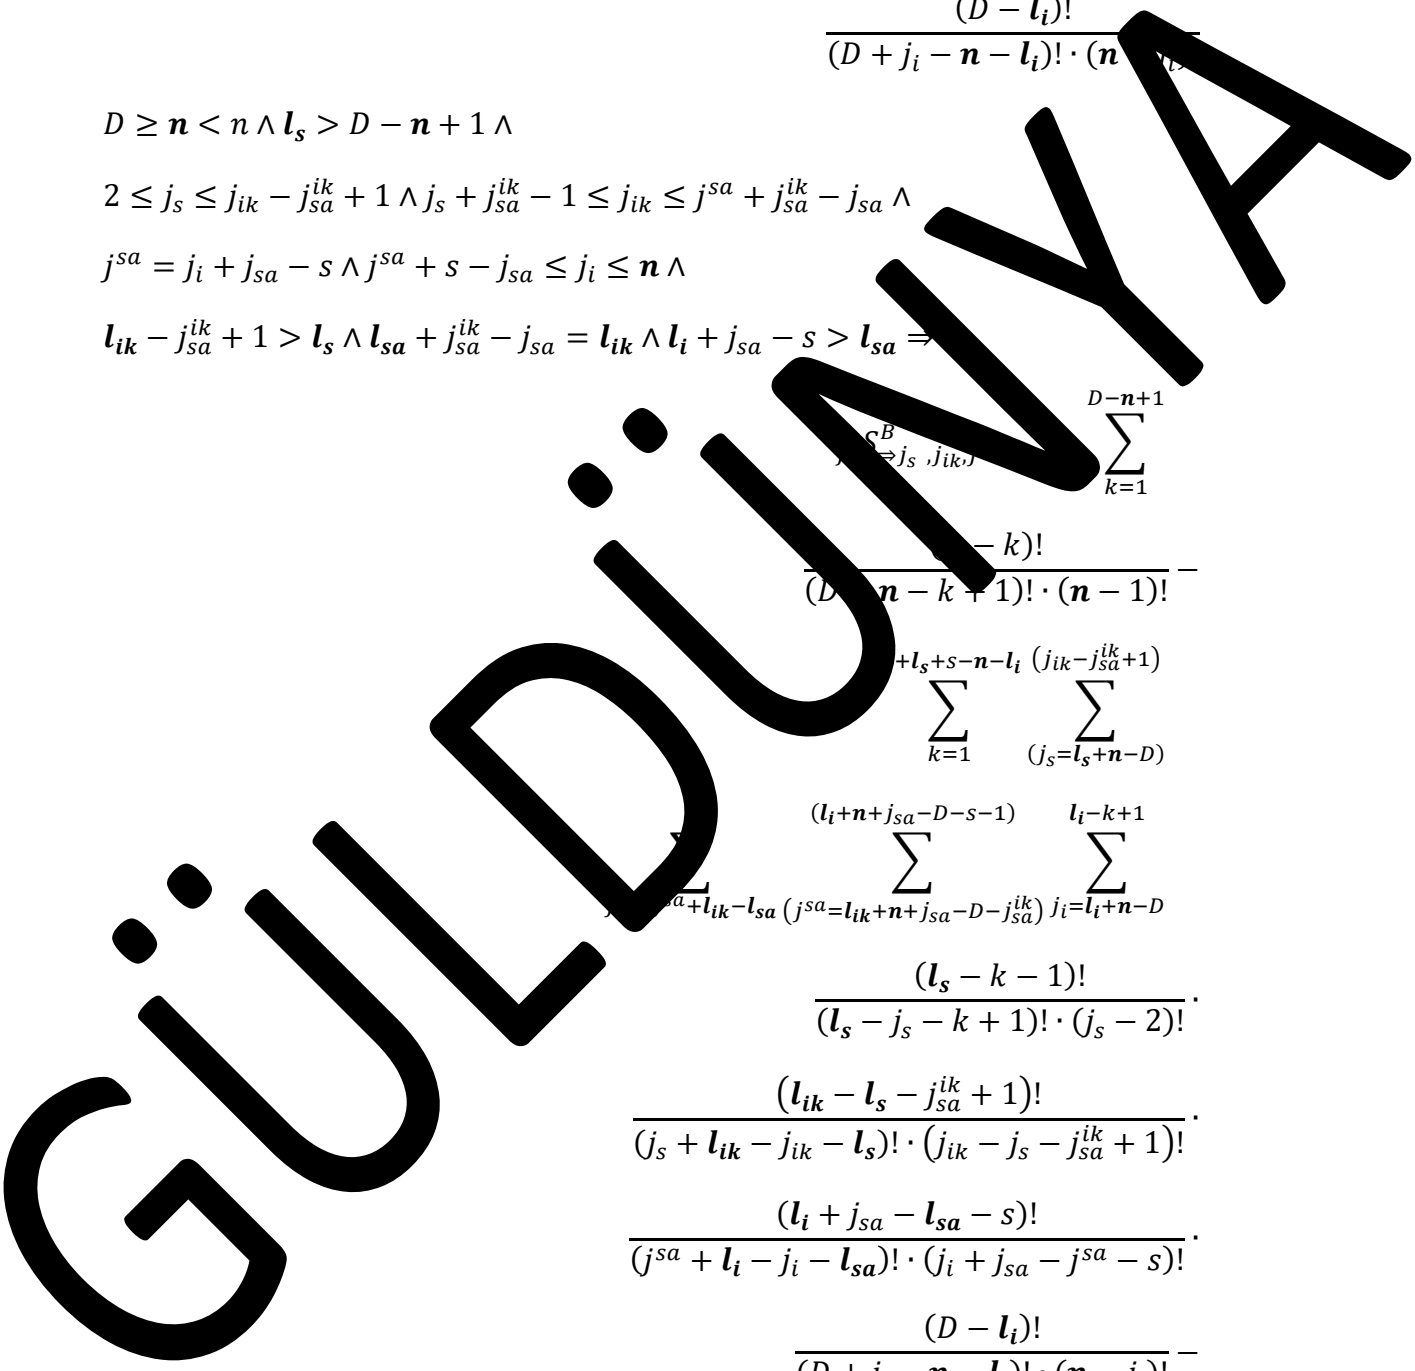 (D − l_i)!
(D + j_i − n − l_i)! · (n
D ≥ n < n ∧ l_s > D − n + 1 ∧
2 ≤ j_s ≤ j_ik − j_sa^ik + 1 ∧ j_s + j_sa^ik − 1 ≤ j_ik ≤ j^sa + j_sa^ik − j_sa ∧
j^sa = j_i + j_sa − s ∧ j^sa + s − j_sa ≤ j_i ≤ n ∧
l_ik − j_sa^ik + 1 > l_s ∧ l_sa + j_sa^ik − j_sa = l_ik ∧ l_i + j_sa − s > l_sa ⇒
D−n+1
S^B ⇒j_s ,j_ik, ∑
k=1
− k)!
(D n − k + 1)! · (n − 1)! −
+l_s+s−n−l_i (j_ik−j_sa^ik+1)
∑ ∑
k=1 (j_s=l_s+n−D)
(l_i+n+j_sa−D−s−1) l_i−k+1
∑ ∑ ∑
+l_ik−l_sa (j^sa=l_ik+n+j_sa−D−j_sa^ik) j_i=l_i+n−D
(l_s − k − 1)!
(l_s − j_s − k + 1)! · (j_s − 2)! ·
(l_ik − l_s − j_sa^ik + 1)!
(j_s + l_ik − j_ik − l_s)! · (j_ik − j_s − j_sa^ik + 1)! ·
(l_i + j_sa − l_sa − s)!
(j^sa + l_i − j_i − l_sa)! · (j_i + j_sa − j^sa − s)! ·
(D − l_i)! −
GÜLDÜNYA